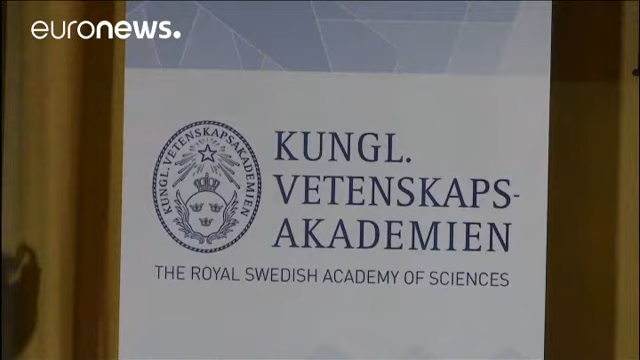 euronews.
KUNGL. VETENSKAPSAKADEMIEN
KUNGL.
VETENSKAPS-
AKADEMIEN
THE ROYAL SWEDISH ACADEMY OF SCIENCES